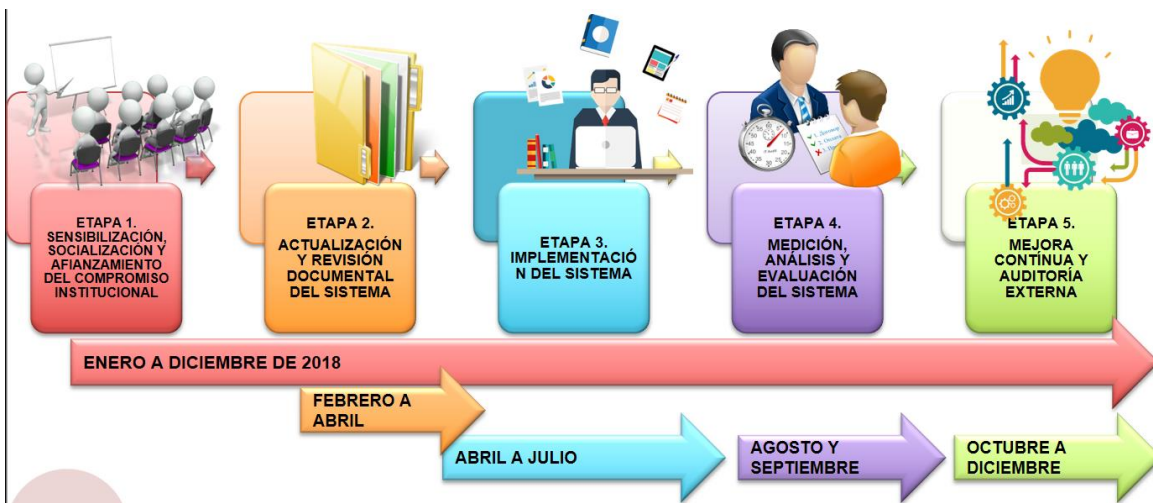 ETAPA 1.
SENSIBILIZACIÓN,
SOCIALIZACIÓN Y
AFIANZAMIENTO
DEL COMPROMISO
INSTITUCIONAL
ETAPA 2.
ACTUALIZACIÓN
Y REVISIÓN
DOCUMENTAL
DEL SISTEMA
ETAPA 3.
IMPLEMENTACIÓ
N DEL SISTEMA
ETAPA 4.
MEDICIÓN,
ANÁLISIS Y
EVALUACIÓN
DEL SISTEMA
ETAPA 5.
MEJORA
CONTÍNUA Y
AUDITORÍA
EXTERNA
ENERO A DICIEMBRE DE 2018
FEBRERO A
ABRIL
ABRIL A JULIO
AGOSTO Y
SEPTIEMBRE
OCTUBRE A
DICIEMBRE